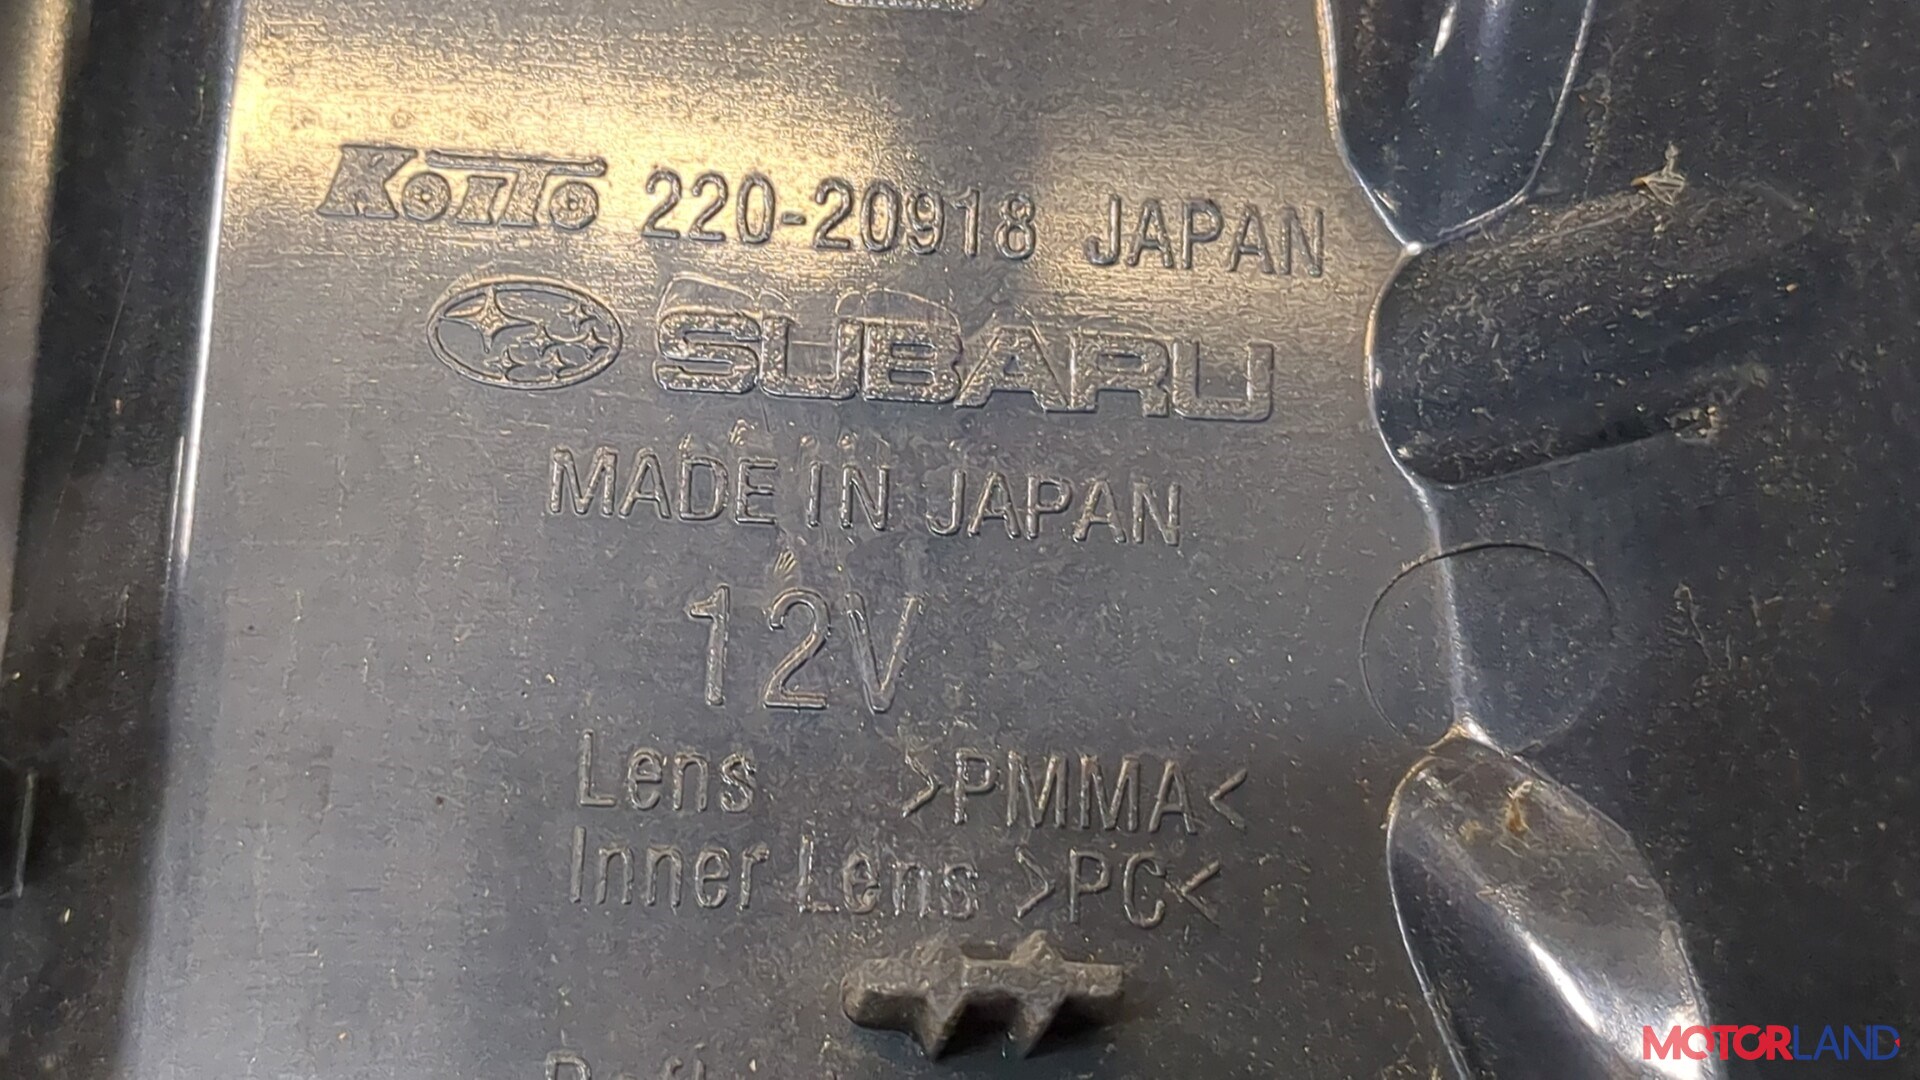 KOITO 220-20918 JAPAN
SUBARU
MADE IN JAPAN
12V
Lens >PMMA<
Inner Lens >PC<
MOTORLAND